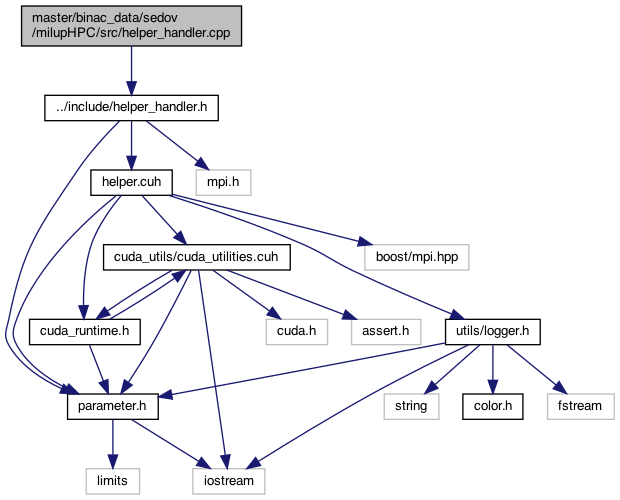 master/binac_data/sedov
/milupHPC/src/helper_handler.cpp
../include/helper_handler.h
helper.cuh
mpi.h
cuda_utils/cuda_utilities.cuh
boost/mpi.hpp
cuda_runtime.h
cuda.h
assert.h
utils/logger.h
parameter.h
string
color.h
fstream
limits
iostream